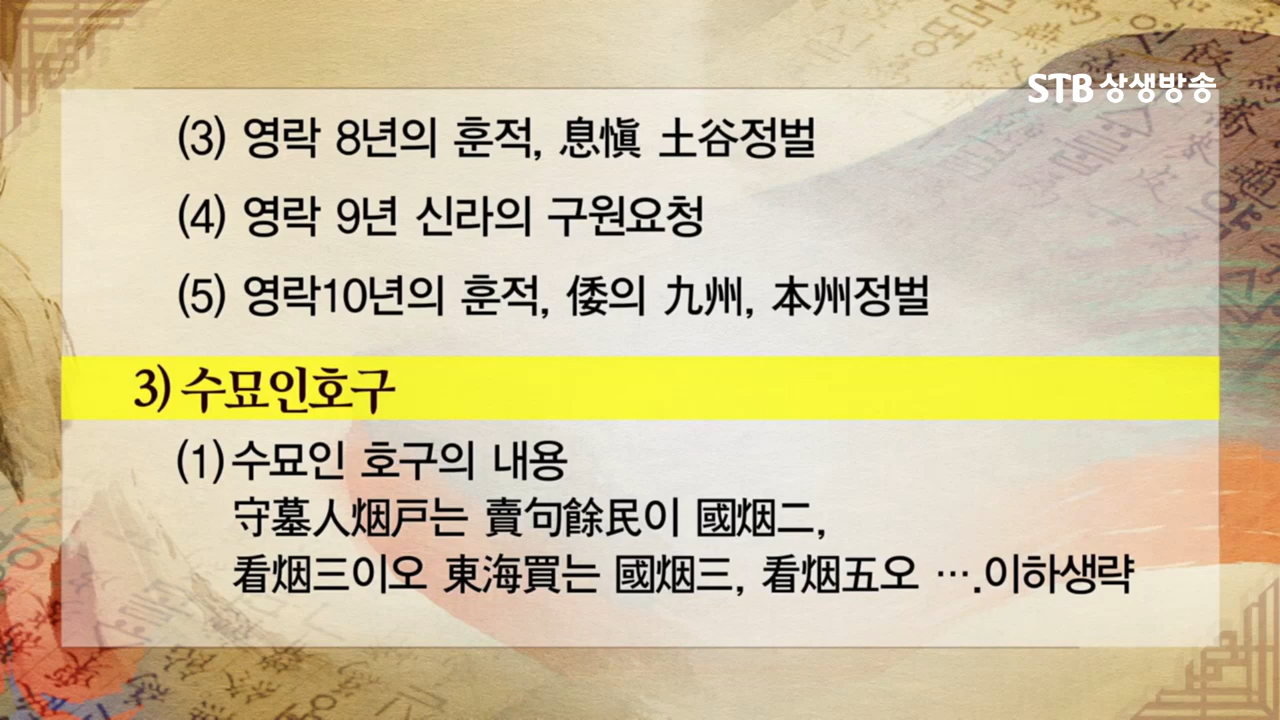 STB 상생방송
(3) 영락 8년의 훈적, 息愼 土谷정벌
(4) 영락 9년 신라의 구원요청
(5) 영락10년의 훈적, 倭의 九州, 本州정벌
3) 수묘인호구
(1) 수묘인 호구의 내용
守墓人烟戸는 賣句餘民이 國烟二,
看烟三이오 東海買는 國烟三, 看烟五오 ….이하생략